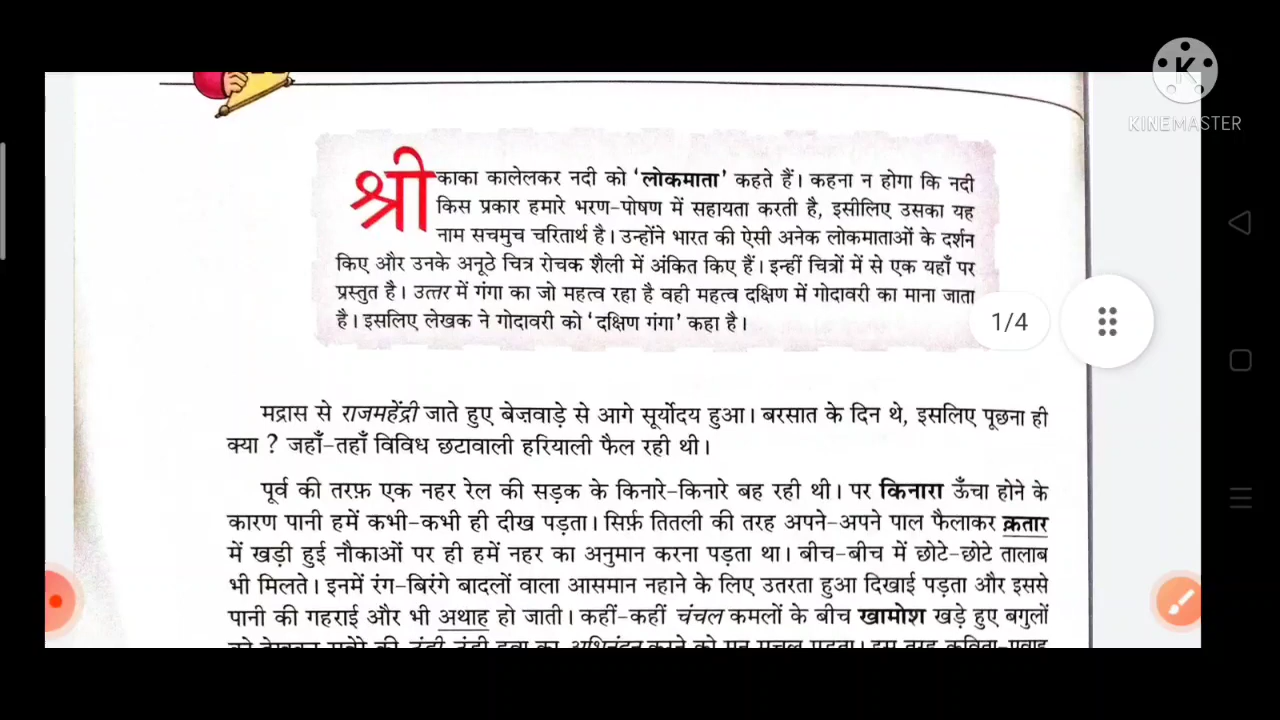 KINEMASTER
श्री काका कालेलकर नदी को ‘लोकमाता’ कहते हैं। कहना न होगा कि नदी
किस प्रकार हमारे भरण-पोषण में सहायता करती है, इसीलिए उसका यह
नाम सचमुच चरितार्थ है। उन्होंने भारत की ऐसी अनेक लोकमाताओं के दर्शन
किए और उनके अनूठे चित्र रोचक शैली में अंकित किए हैं। इन्हीं चित्रों में से एक यहाँ पर
प्रस्तुत है। उत्तर में गंगा का जो महत्व रहा है वही महत्व दक्षिण में गोदावरी का माना जाता
है। इसलिए लेखक ने गोदावरी को ‘दक्षिण गंगा’ कहा है।
1/4
मद्रास से राजमहेंद्री जाते हुए बेज़वाड़े से आगे सूर्योदय हुआ। बरसात के दिन थे, इसलिए पूछना ही
क्या ? जहाँ-तहाँ विविध छटावाली हरियाली फैल रही थी।
पूर्व की तरफ़ एक नहर रेल की सड़क के किनारे-किनारे बह रही थी। पर किनारा ऊँचा होने के
कारण पानी हमें कभी-कभी ही दीख पड़ता। सिर्फ़ तितली की तरह अपने-अपने पाल फैलाकर क़तार
में खड़ी हुई नौकाओं पर ही हमें नहर का अनुमान करना पड़ता था। बीच-बीच में छोटे-छोटे तालाब
भी मिलते। इनमें रंग-बिरंगे बादलों वाला आसमान नहाने के लिए उतरता हुआ दिखाई पड़ता और इससे
पानी की गहराई और भी अथाह हो जाती। कहीं-कहीं चंचल कमलों के बीच खामोश खड़े हुए बगुलों